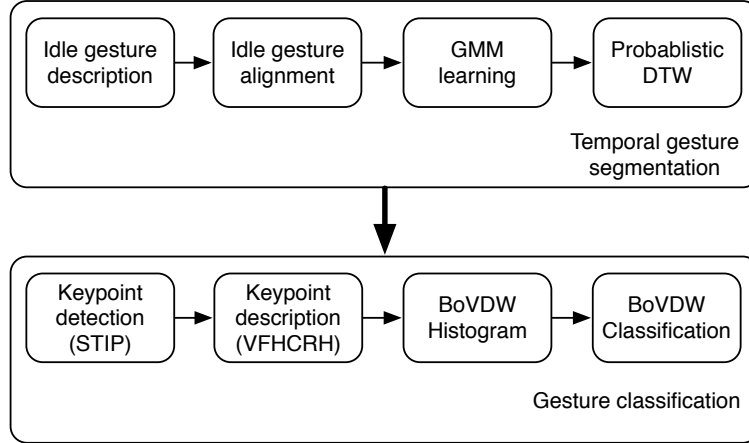 Idle gesture
description
Idle gesture
alignment
GMM
learning
Probablistic
DTW
Temporal gesture
segmentation
Keypoint
detection
(STIP)
Keypoint
description
(VFHCRH)
BoVDW
Histogram
BoVDW
Classification
Gesture classification